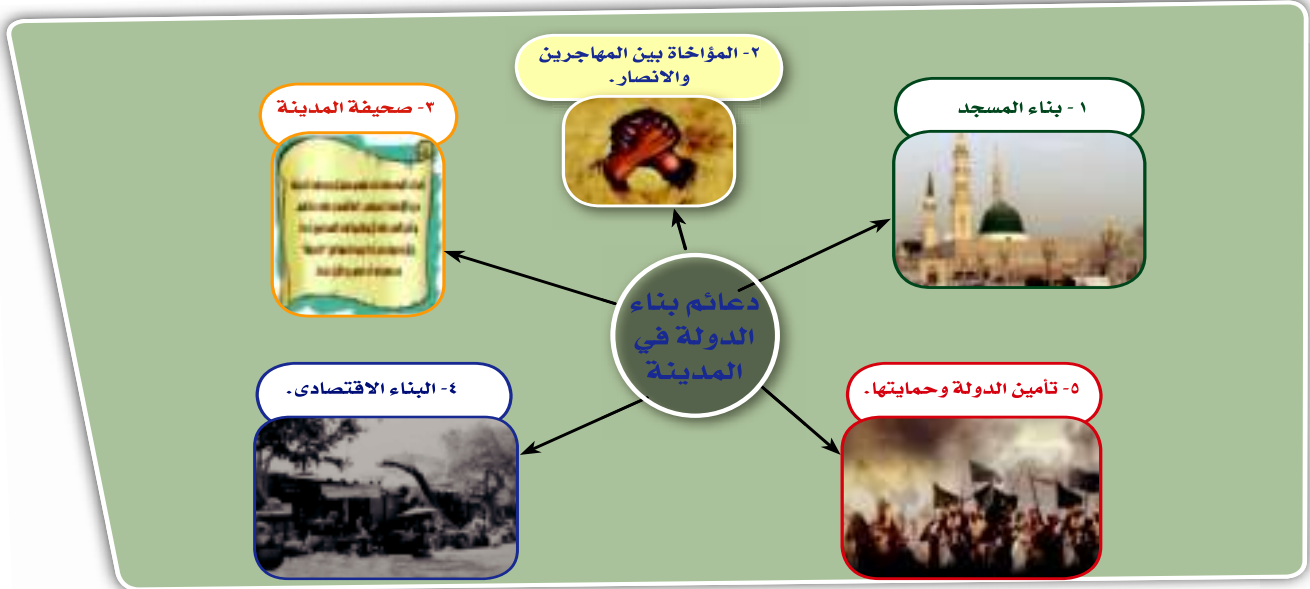 دعائم بناء
الدولة في
المدينة
١ - بناء المسجد
٢- المؤاخاة بين المهاجرين
والانصار.
٣- صحيفة المدينة
٤- البناء الاقتصادى.
٥- تأمين الدولة وحمايتها.